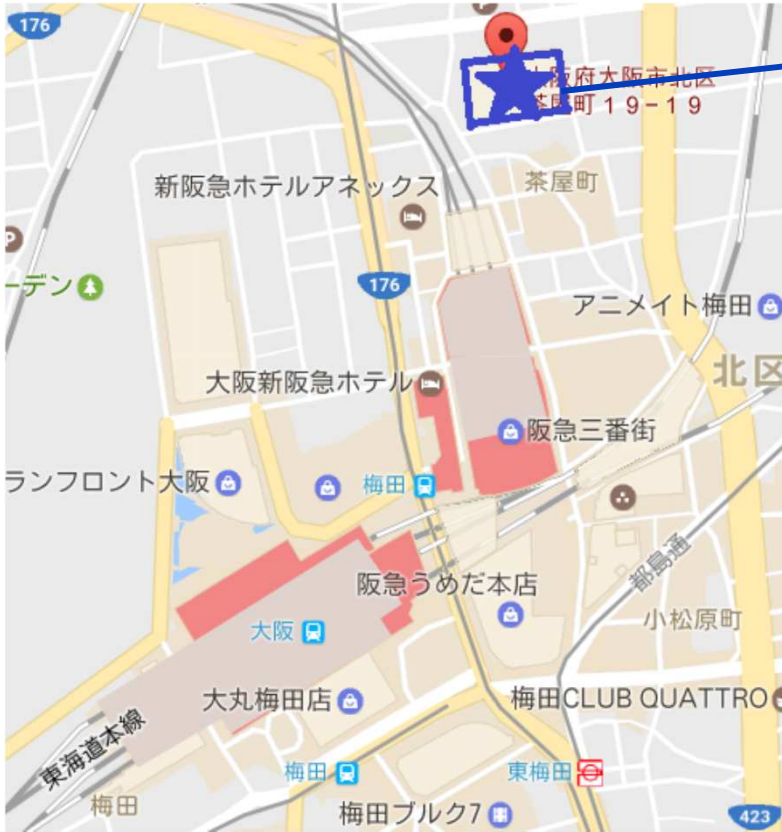 176
大阪府大阪市北区
茶屋町19-19
新阪急ホテルアネックス
茶屋町
ーデン
176
アニメイト梅田
北区
大阪新阪急ホテル
阪急三番街
ランフロント大阪
梅田
都島通
阪急うめだ本店
小松原町
大阪
大丸梅田店
梅田CLUB QUATTRO
東海道本線
梅田
東梅田
梅田
梅田ブルク7
423